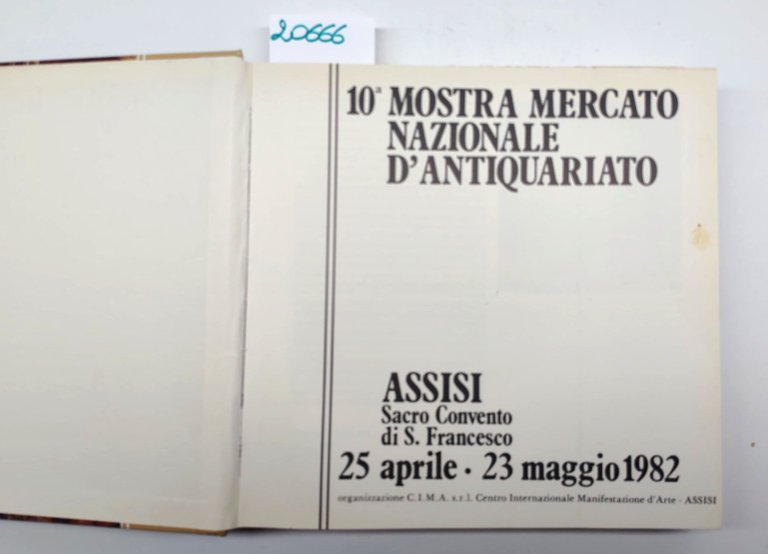 20666
10ª MOSTRA MERCATO
NAZIONALE
D'ANTIQUARIATO
ASSISI
Sacro Convento
di S. Francesco
25 aprile · 23 maggio 1982
organizzazione C.I.M.A. s.r.l. Centro Internazionale Manifestazione d'Arte - ASSISI